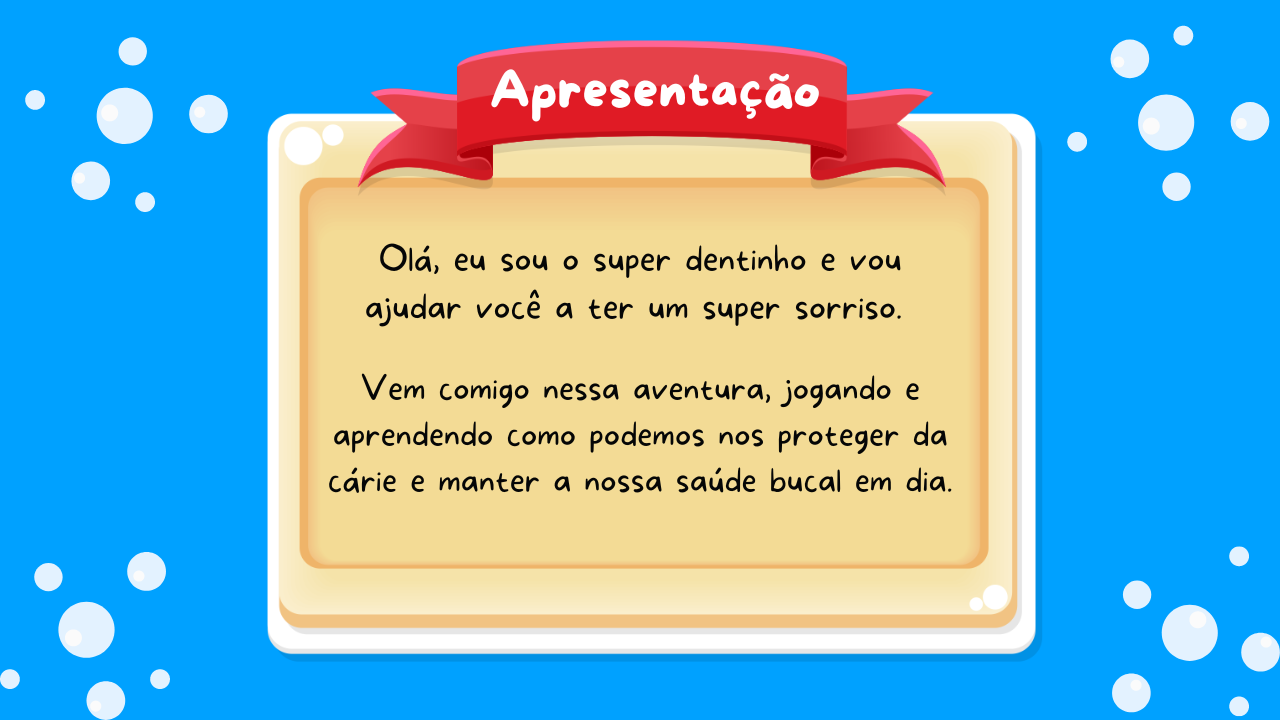 Apresentação
Olá, eu sou o super dentinho e vou
ajudar você a ter um super sorriso.
Vem comigo nessa aventura, jogando e
aprendendo como podemos nos proteger da
cárie e manter a nossa saúde bucal em dia.